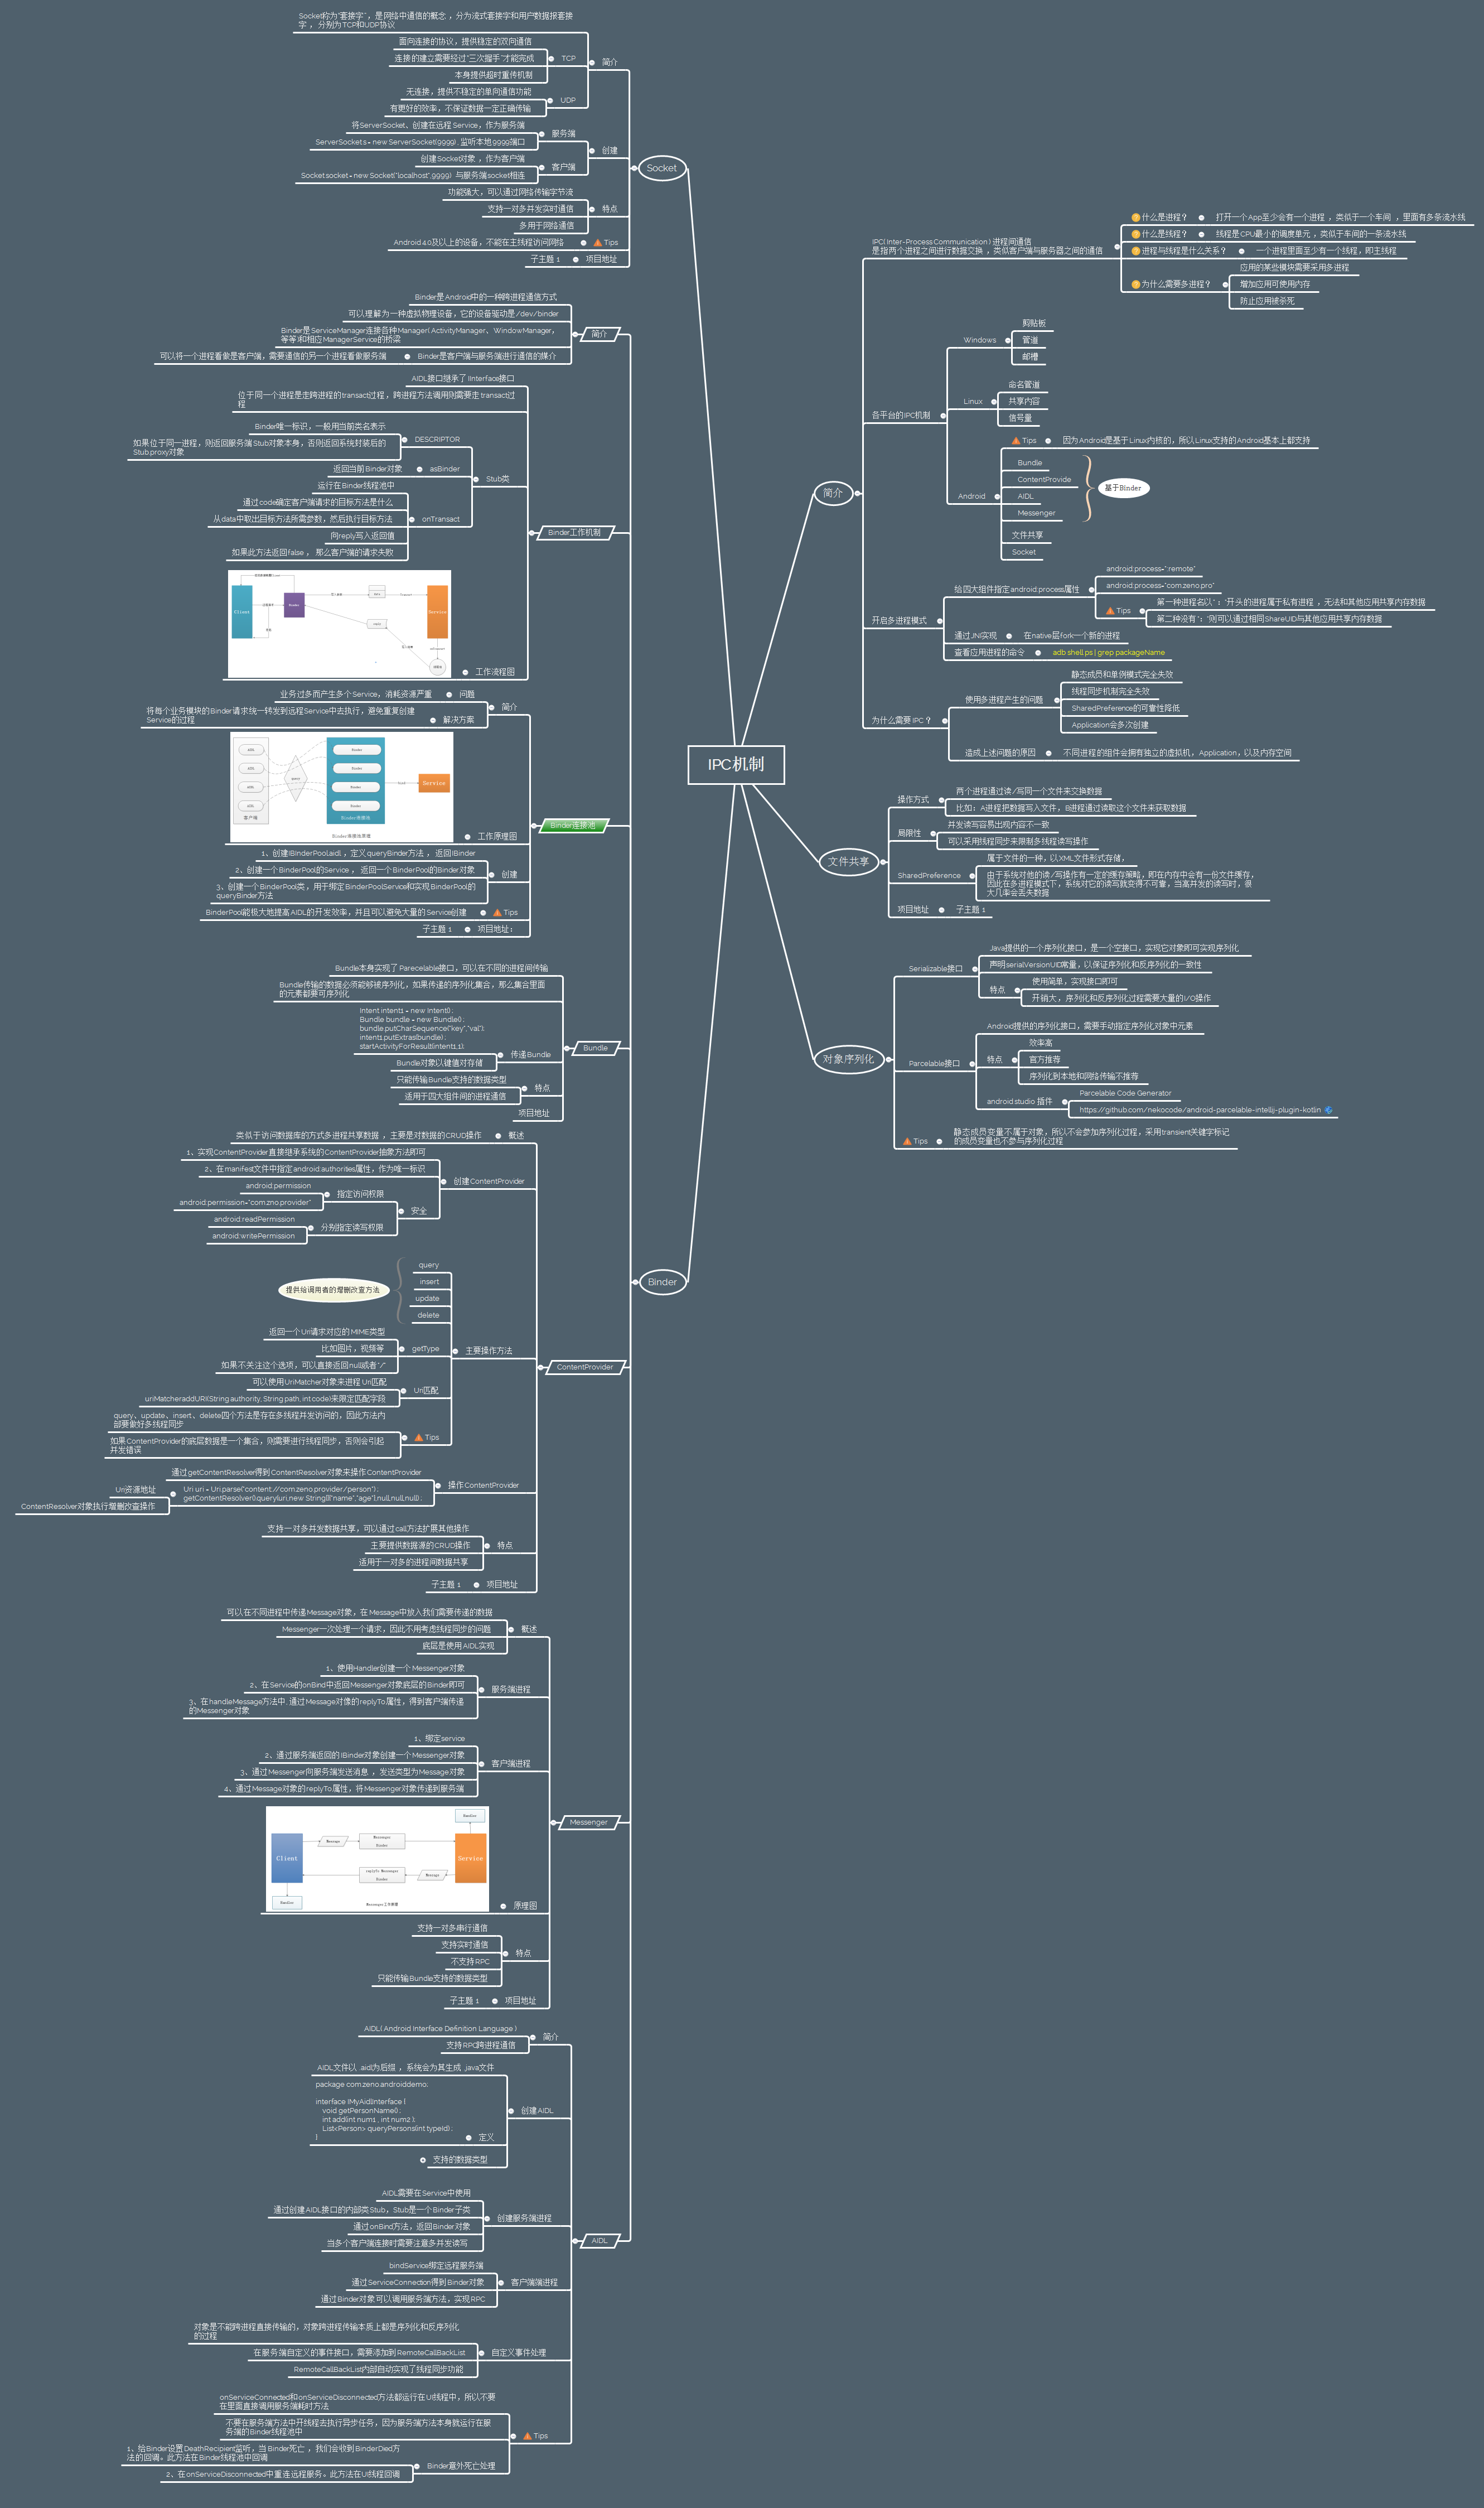 IPC机制
简介
IPC( Inter-Process Communication ) 进程间通信
是指两个进程之间进行数据交换 ，类似客户端与服务器之间的通信
什么是进程？
打开一个App至少会有一个进程 ，类似于一个车间 ，里面有多条流水线
什么是线程？
线程是CPU最小的调度单元 ，类似于车间的一条流水线
进程与线程是什么关系？
一个进程里面至少有一个线程，即主线程
为什么需要多进程？
应用的某些模块需要采用多进程
增加应用可使用内存
防止应用被杀死
各平台的IPC机制
Windows
剪贴板
管道
邮槽
Linux
命名管道
共享内容
信号量
Android
Tips
因为Android是基于Linux内核的，所以Linux支持的Android基本上都支持
Bundle
ContentProvide
AIDL
Messenger
基于Binder
文件共享
Socket
开启多进程模式
给四大组件指定android:process属性
android:process=":remote"
android:process="com.zeno.pro"
Tips
第一种进程名以“ ：”开头的进程属于私有进程 ，无法和其他应用共享内存数据
第二种没有“：”则可以通过相同ShareUID与其他应用共享内存数据
通过JNI实现
在native层fork一个新的进程
查看应用进程的命令
adb shell ps | grep packageName
为什么需要 IPC ？
使用多进程产生的问题
静态成员和单例模式完全失效
线程同步机制完全失效
SharedPreference的可靠性降低
Application会多次创建
造成上述问题的原因
不同进程的组件会拥有独立的虚拟机，Application，以及内存空间
文件共享
操作方式
两个进程通过读/写同一个文件来交换数据
比如：A进程把数据写入文件，B进程通过读取这个文件来获取数据
局限性
并发读写容易出现内容不一致
可以采用线程同步来限制多线程读写操作
SharedPreference
属于文件的一种，以XML文件形式存储，
由于系统对他的读/写操作有一定的缓存策略，即在内存中会有一份文件缓存，
因此在多进程模式下，系统对它的读写就变得不可靠，当高并发的读写时，很
大几率会丢失数据
项目地址
子主题 1
对象序列化
Serializable接口
Java提供的一个序列化接口，是一个空接口，实现它对象即可实现序列化
声明serialVersionUID常量，以保证序列化和反序列化的一致性
特点
使用简单，实现接口即可
开销大，序列化和反序列化过程需要大量的I/O操作
Parcelable接口
Android提供的序列化接口，需要手动指定序列化对象中元素
特点
效率高
官方推荐
序列化到本地和网络传输不推荐
android studio 插件
Parcelable Code Generator
https://github.com/nekocode/android-parcelable-intellij-plugin-kotlin
Tips
静态成员变量不属于对象，所以不会参加序列化过程，采用transient关键字标记
的成员变量也不参与序列化过程
Socket
简介
Socket称为“套接字”，是网络中通信的概念 ，分为流式套接字和用户数据报套接
字 ，分别为TCP和UDP协议
TCP
面向连接的协议，提供稳定的双向通信
连接的建立需要经过“三次握手”才能完成
本身提供超时重传机制
UDP
无连接，提供不稳定的单向通信功能
有更好的效率，不保证数据一定正确传输
创建
服务端
将ServerSocket、创建在远程Service，作为服务端
ServerSocket s = new ServerSocket(9999) , 监听本地9999端口
客户端
创建Socket对象 ，作为客户端
Socket socket = new Socket("localhost",9999) 与服务端socket相连
特点
功能强大，可以通过网络传输字节流
支持一对多并发实时通信
多用于网络通信
Tips
Android 4.0及以上的设备，不能在主线程访问网络
项目地址
子主题 1
Binder
简介
Binder是Android中的一种跨进程通信方式
可以理解为一种虚拟物理设备，它的设备驱动是/dev/binder
Binder是ServiceManager连接各种Manager( ActivityManager、WindowManager,
等等)和相应ManagerService的桥梁
Binder是客户端与服务端进行通信的媒介
可以将一个进程看做是客户端，需要通信的另一个进程看做服务端
Binder工作机制
AIDL接口继承了 IInterface接口
位于同一个进程是走跨进程的transact过程，跨进程方法调用则需要走 transact过
程
Stub类
DESCRIPTOR
Binder唯一标识，一般用当前类名表示
如果位于同一进程，则返回服务端Stub对象本身，否则返回系统封装后的
Stub.proxy对象
asBinder
返回当前Binder对象
onTransact
运行在Binder线程池中
通过code确定客户端请求的目标方法是什么
从data中取出目标方法所需参数，然后执行目标方法
向reply写入返回值
如果此方法返回false ，那么客户端的请求失败
工作流程图
Client
Binder
Service
data
reply
线程池
Binder连接池
简介
问题
业务过多而产生多个Service，消耗资源严重
解决方案
将每个业务模块的Binder请求统一转发到远程Service中去执行，避免重复创建
Service的过程
工作原理图
AIDL
AIDL
AIDL
AIDL
客户端
query
Binder
Binder
Binder
Binder
Binder连接池
bind
Service
Binder连接池原理
创建
1、创建IBInderPool.aidl ，定义queryBinder方法 ，返回IBinder
2、创建一个BinderPool的Service ， 返回一个BinderPool的Binder对象
3、创建一个BinderPool类，用于绑定BinderPoolService和实现BinderPool的
queryBinder方法
Tips
BinderPool能极大地提高AIDL的开发效率，并且可以避免大量的Service创建
项目地址：
子主题 1
Bundle
Bundle本身实现了Parecelable接口，可以在不同的进程间传输
Bundle传输的数据必须能够被序列化，如果传递的序列化集合，那么集合里面
的元素都要可序列化
传递Bundle
Intent intent1 = new Intent() ;
Bundle bundle = new Bundle() ;
bundle.putCharSequence("key","val");
intent1.putExtras(bundle) ;
startActivityForResult(intent1,1);
Bundle对象以键值对存储
特点
只能传输Bundle支持的数据类型
适用于四大组件间的进程通信
项目地址
ContentProvider
概述
类似于访问数据库的方式多进程共享数据 ，主要是对数据的CRUD操作
创建ContentProvider
1、实现ContentProvider直接继承系统的ContentProvider抽象方法即可
2、在manifest文件中指定android:authorities属性，作为唯一标识
安全
指定访问权限
android:permission
android:permission="com.zno.provider"
分别指定读写权限
android:readPermission
android:writePermission
主要操作方法
query
insert
update
delete
提供给调用者的增删改查方法
getType
返回一个Uri请求对应的MIME类型
比如图片，视频等
如果不关注这个选项，可以直接返回null或者“*/*”
Uri匹配
可以使用UriMatcher对象来进程 Uri匹配
uriMatcher.addURI(String authority, String path, int code)来限定匹配字段
Tips
query、update、insert、delete四个方法是存在多线程并发访问的，因此方法内
部要做好多线程同步
如果ContentProvider的底层数据是一个集合，则需要进行线程同步，否则会引起
并发错误
操作ContentProvider
通过getContentResolver得到ContentResolver对象来操作ContentProvider
Uri uri = Uri.parse("content://com.zeno.provider/person") ;
getContentResolver().query(uri,new String[]{"name","age"},null,null,null) ;
Uri资源地址
ContentResolver对象执行增删改查操作
特点
支持一对多并发数据共享，可以通过call方法扩展其他操作
主要提供数据源的CRUD操作
适用于一对多的进程间数据共享
项目地址
子主题 1
Messenger
概述
可以在不同进程中传递Message对象，在Message中放入我们需要传递的数据
Messenger一次处理一个请求，因此不用考虑线程同步的问题
底层是使用AIDL实现
服务端进程
1、使用Handler创建一个 Messenger对象
2、在Service的onBind中返回Messenger对象底层的Binder即可
3、在handleMessage方法中, 通过Message对像的replyTo属性，得到客户端传递
的Messenger对象
客户端进程
1、绑定service
2、通过服务端返回的IBinder对象创建一个Messenger对象
3、通过Messenger向服务端发送消息 ，发送类型为Message对象
4、通过Message对象的replyTo属性，将Messenger对象传递到服务端
原理图
Handler
Client
Message
Messenger
Binder
Service
replyTo Messenger
Binder
Message
Handler
Messenger工作原理
特点
支持一对多串行通信
支持实时通信
不支持RPC
只能传输Bundle支持的数据类型
项目地址
子主题 1
AIDL
简介
AIDL( Android Interface Definition Language )
支持RPC跨进程通信
创建AIDL
AIDL文件以 .aidl为后缀 ，系统会为其生成 .java文件
定义
package com.zeno.androiddemo;
interface IMyAidlInterface {
void getPersonName() ;
int add(int num1 , int num2 );
List<Person> queryPersons(int typeId) ;
}
支持的数据类型
创建服务端进程
AIDL需要在Service中使用
通过创建AIDL接口的内部类Stub，Stub是一个Binder子类
通过onBind方法，返回Binder对象
当多个客户端连接时需要注意多并发读写
客户端端进程
bindService绑定远程服务端
通过ServiceConnection得到Binder对象
通过Binder对象可以调用服务端方法，实现RPC
自定义事件处理
对象是不能跨进程直接传输的，对象跨进程传输本质上都是序列化和反序列化
的过程
在服务端自定义的事件接口，需要添加到RemoteCallBackList
RemoteCallBackList内部自动实现了线程同步功能
Tips
onServiceConnected和onServiceDisconnected方法都运行在UI线程中，所以不要
在里面直接调用服务端耗时方法
不要在服务端方法中开线程去执行异步任务，因为服务端方法本身就运行在服
务端的Binder线程池中
Binder意外死亡处理
1、给Binder设置DeathRecipient监听，当 Binder死亡 ，我们会收到BinderDied方
法的回调，此方法在Binder线程池中回调
2、在onServiceDisconnected中重连远程服务，此方法在UI线程回调